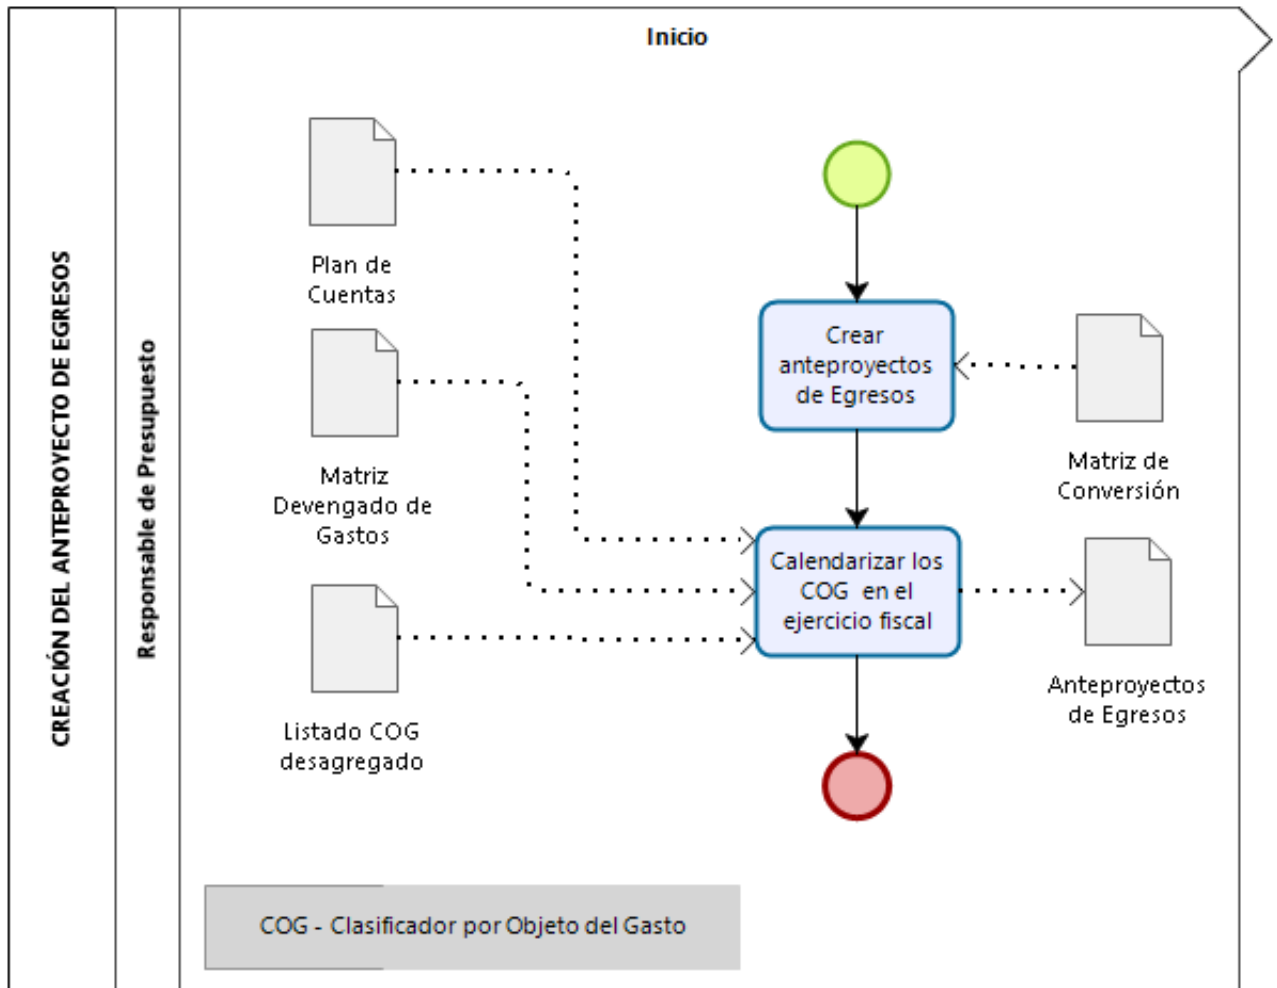 CREACIÓN DEL ANTEPROYECTO DE EGRESOS
Responsable de Presupuesto
Inicio
Plan de
Cuentas
Matriz
Devengado de
Gastos
Listado COG
desagregado
Crear
anteproyectos
de Egresos
Matriz de
Conversión
Calendarizar los
COG en el
ejercicio fiscal
Anteproyectos
de Egresos
COG - Clasificador por Objeto del Gasto